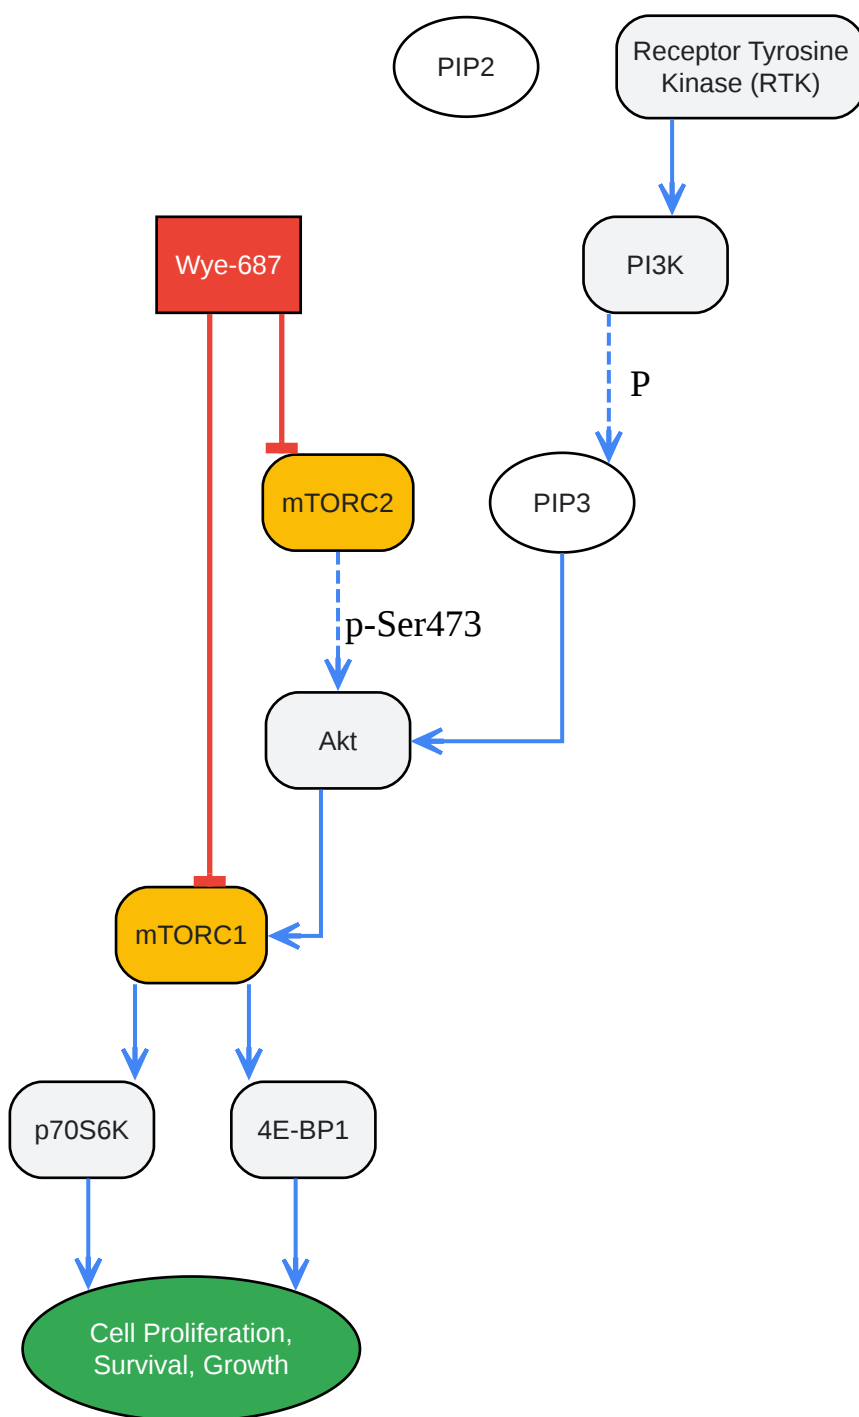 PIP2
Receptor Tyrosine
Kinase (RTK)
Wye-687
PI3K
P
mTORC2
PIP3
p-Ser473
Akt
mTORC1
p70S6K
4E-BP1
Cell Proliferation,
Survival, Growth